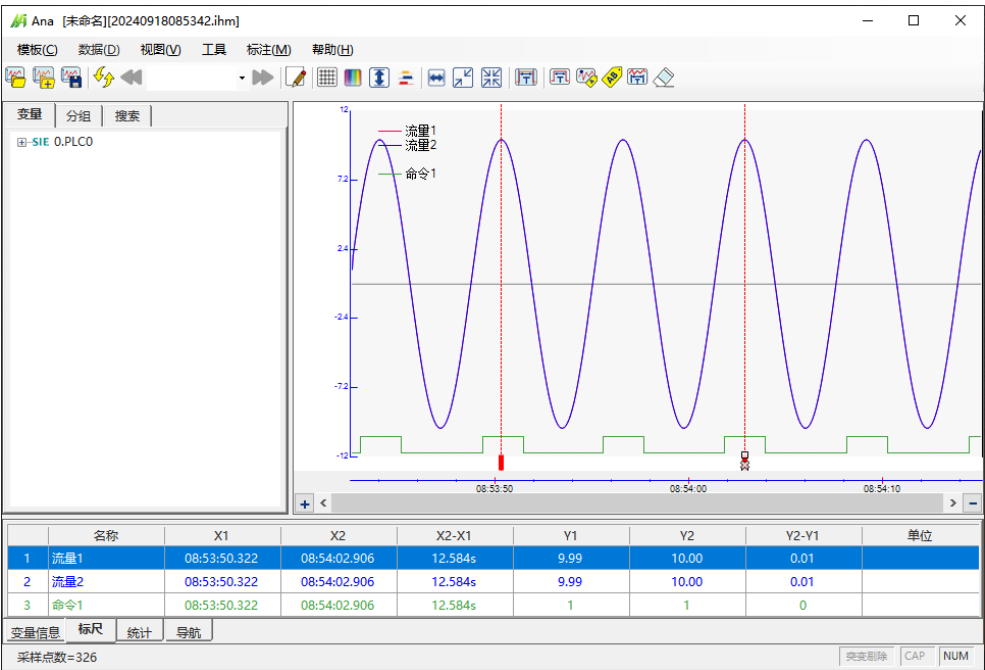 Ana [未命名][20240918085342.ihm]
模板(C) 数据(D) 视图(V) 工具 标注(M) 帮助(H)
变量 分组 搜索
SIE 0.PLC0
12
7.2
2.4
-2.4
-7.2
-12
流量1
流量2
命令1
08:53:50 08:54:00 08:54:10
名称 X1 X2 X2-X1 Y1 Y2 Y2-Y1 单位
1 流量1 08:53:50.322 08:54:02.906 12.584s 9.99 10.00 0.01
2 流量2 08:53:50.322 08:54:02.906 12.584s 9.99 10.00 0.01
3 命令1 08:53:50.322 08:54:02.906 12.584s 1 1 0
变量信息 标尺 统计 导航
采样点数=326 突变剔除 CAP NUM